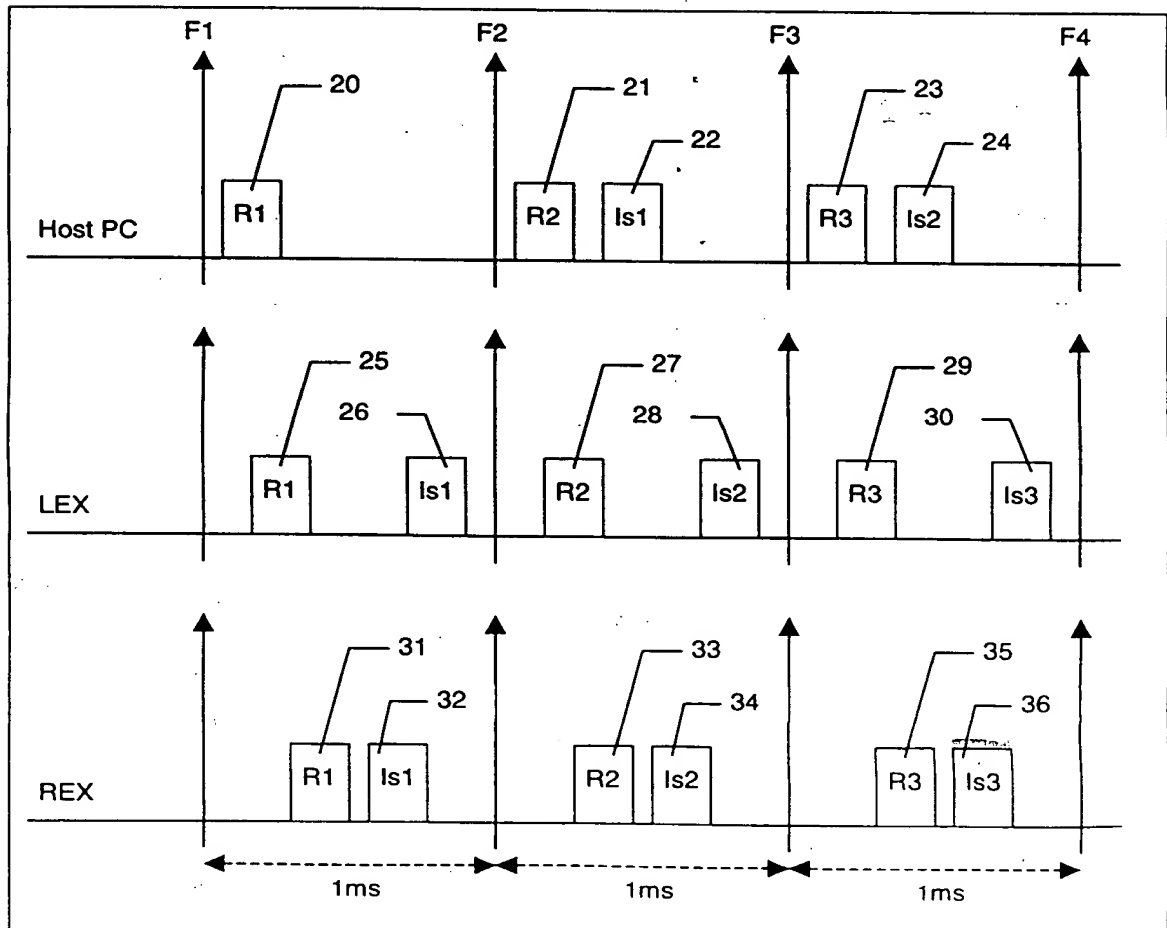 F1 F2 F3 F4
20 21 23
22 24
R1 R2 Is1 R3 Is2
Host PC
25 27 29
26 28 30
R1 Is1 R2 Is2 R3 Is3
LEX
31 33 35
32 34 36
R1 Is1 R2 Is2 R3 Is3
REX
1ms 1ms 1ms